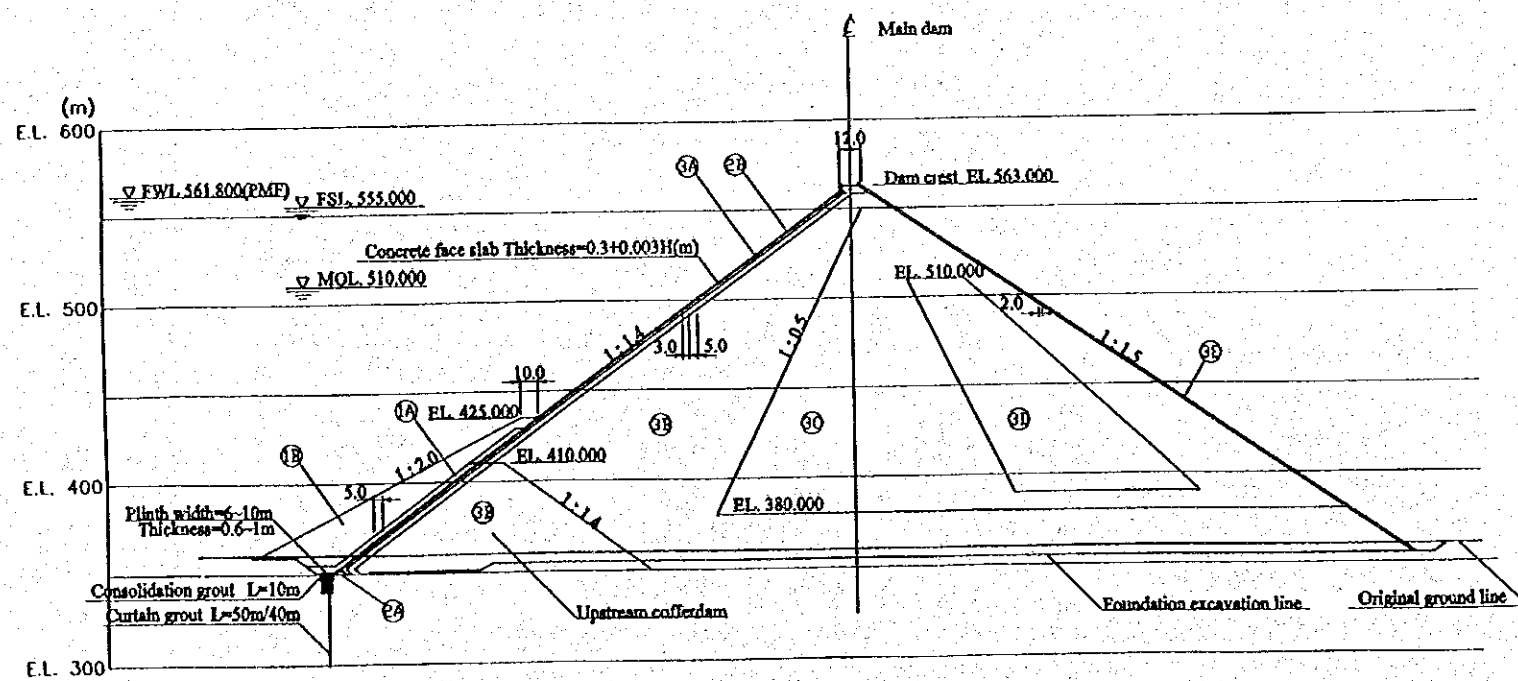 ℄ Main dam
(m)
E.L. 600
12.0
3A
2B
Dam crest EL 563.000
FWL 561.800(PMF)
FSL. 555.000
Concrete face slab Thickness=0.3+0.003H(m)
MOL. 510.000
EL. 510.000
E.L. 500
2.0
1:1.4
3.0
5.0
1:0.5
1:1.5
3E
10.0
1A
EL. 425.000
3B
3C
3D
1B
1:2.0
EL. 410.000
E.L. 400
5.0
Plinth width=6~10m
Thickness=0.6~1m
3B
1:1.4
EL. 380.000
Consolidation grout L=10m
Curtain grout L=50m/40m
2A
Upstream cofferdam
Foundation excavation line
Original ground line
E.L. 300